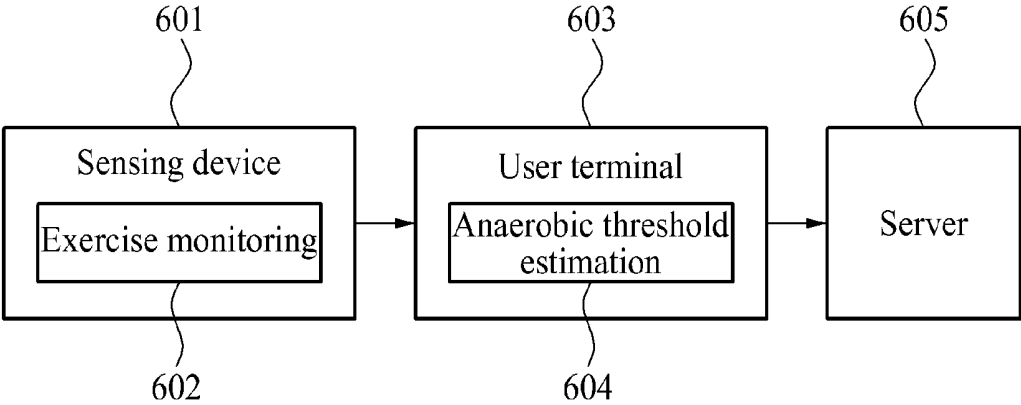 601
603
605
Sensing device
Exercise monitoring
User terminal
Anaerobic threshold
estimation
Server
602
604